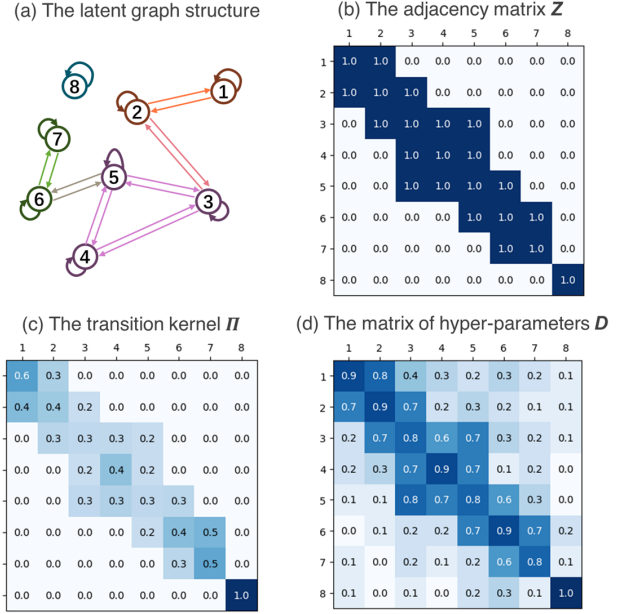 (a) The latent graph structure
8
1
2
7
5
6
3
4
(b) The adjacency matrix Z
1 2 3 4 5 6 7 8
1 1.0 1.0 0.0 0.0 0.0 0.0 0.0 0.0
2 1.0 1.0 1.0 0.0 0.0 0.0 0.0 0.0
3 0.0 1.0 1.0 1.0 1.0 0.0 0.0 0.0
4 0.0 0.0 1.0 1.0 1.0 0.0 0.0 0.0
5 0.0 0.0 1.0 1.0 1.0 1.0 0.0 0.0
6 0.0 0.0 0.0 0.0 1.0 1.0 1.0 0.0
7 0.0 0.0 0.0 0.0 0.0 1.0 1.0 0.0
8 0.0 0.0 0.0 0.0 0.0 0.0 0.0 1.0
(c) The transition kernel Π
1 2 3 4 5 6 7 8
0.6 0.3 0.0 0.0 0.0 0.0 0.0 0.0
0.4 0.4 0.2 0.0 0.0 0.0 0.0 0.0
0.0 0.3 0.3 0.3 0.2 0.0 0.0 0.0
0.0 0.0 0.2 0.4 0.2 0.0 0.0 0.0
0.0 0.0 0.3 0.3 0.3 0.3 0.0 0.0
0.0 0.0 0.0 0.0 0.2 0.4 0.5 0.0
0.0 0.0 0.0 0.0 0.0 0.3 0.5 0.0
0.0 0.0 0.0 0.0 0.0 0.0 0.0 1.0
(d) The matrix of hyper-parameters D
1 2 3 4 5 6 7 8
1 0.9 0.8 0.4 0.3 0.2 0.3 0.2 0.1
2 0.7 0.9 0.7 0.2 0.3 0.2 0.1 0.1
3 0.2 0.7 0.8 0.6 0.7 0.3 0.2 0.1
4 0.2 0.3 0.7 0.9 0.7 0.1 0.2 0.0
5 0.1 0.1 0.8 0.7 0.8 0.6 0.3 0.0
6 0.0 0.1 0.2 0.2 0.7 0.9 0.7 0.2
7 0.1 0.0 0.2 0.1 0.2 0.6 0.8 0.1
8 0.1 0.1 0.0 0.1 0.2 0.3 0.1 1.0